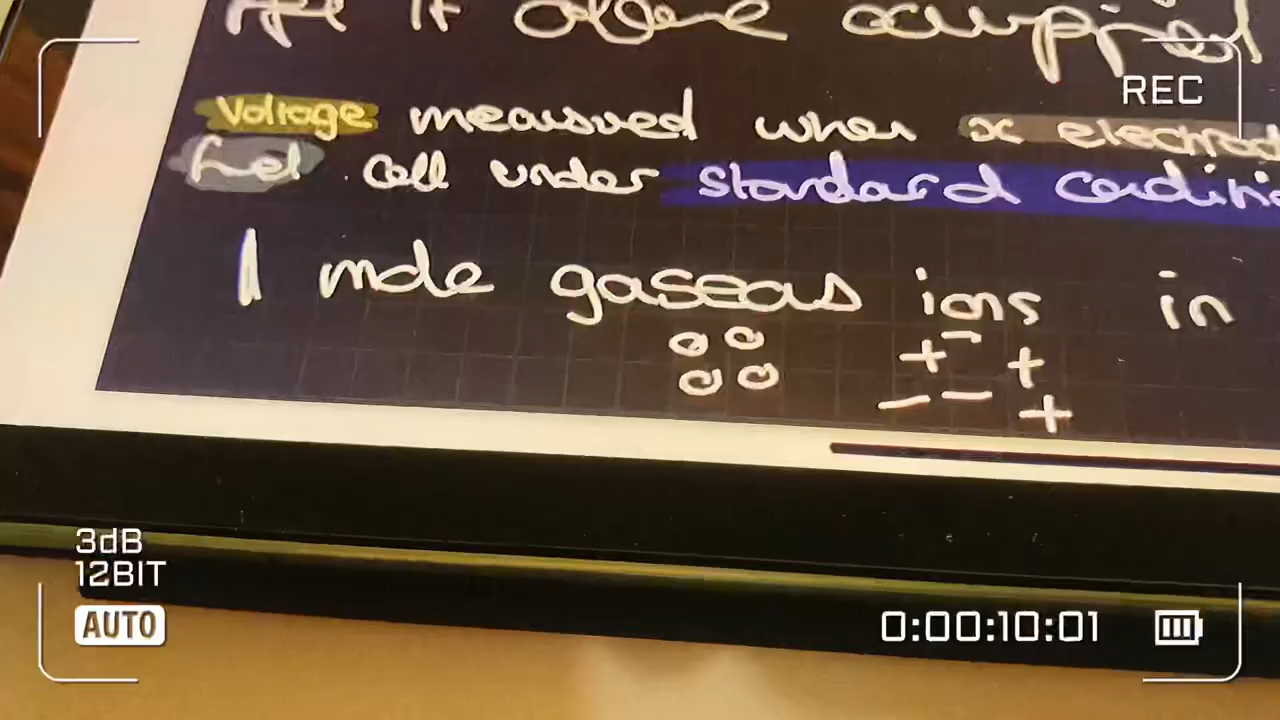 if
REC
Voltage measured when x electrod
fuel cell under standard conditi
1 mole gaseous ions in
+ - +
- - +
3dB
12BIT
AUTO
0:00:10:01